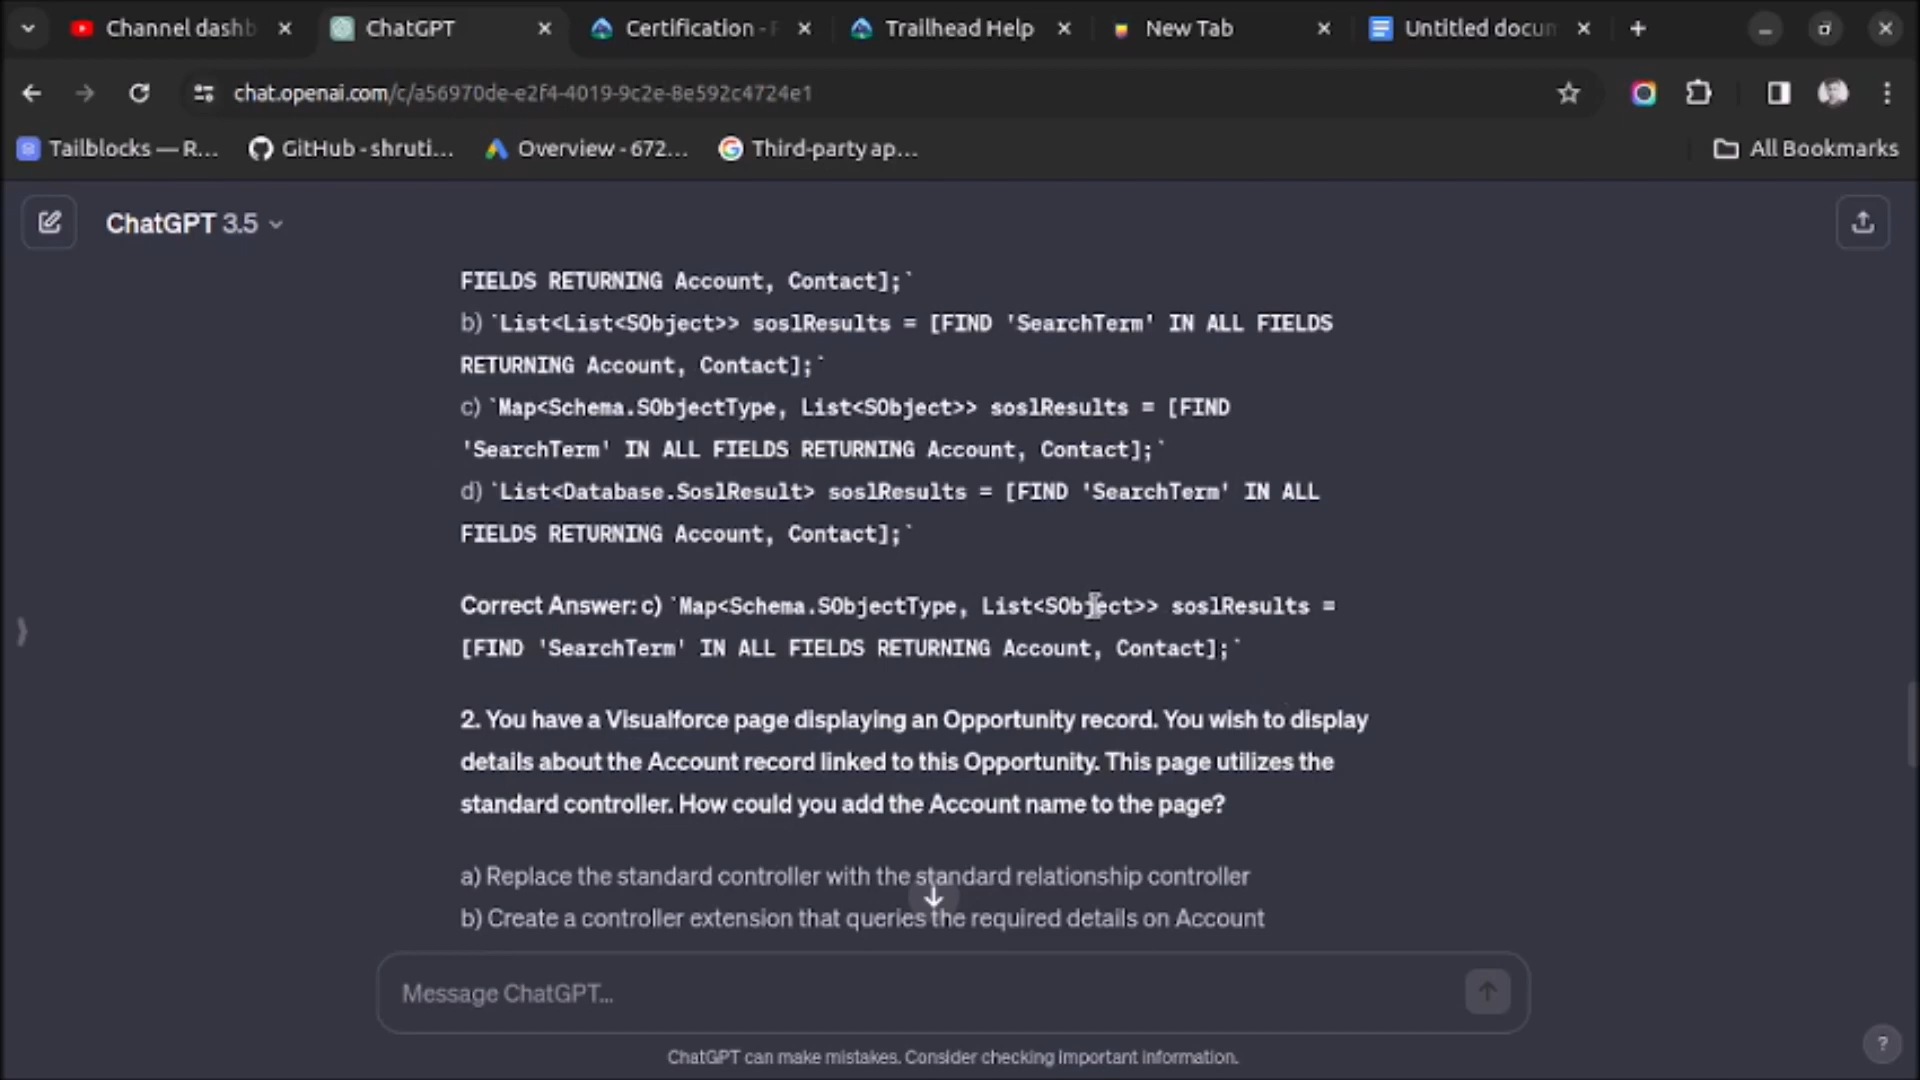 Channel dashb
ChatGPT
Certification -
Trailhead Help
New Tab
Untitled docun
chat.openai.com/c/a56970de-e2f4-4019-9c2e-8e592c4724e1
Tailblocks — R...
GitHub - shruti...
Overview - 672...
Third-party ap...
All Bookmarks
ChatGPT 3.5
FIELDS RETURNING Account, Contact];`
b) `List<List<SObject>> soslResults = [FIND 'SearchTerm' IN ALL FIELDS
RETURNING Account, Contact];`
c) `Map<Schema.SObjectType, List<SObject>> soslResults = [FIND
'SearchTerm' IN ALL FIELDS RETURNING Account, Contact];`
d) `List<Database.SoslResult> soslResults = [FIND 'SearchTerm' IN ALL
FIELDS RETURNING Account, Contact];`
Correct Answer: c) `Map<Schema.SObjectType, List<SObject>> soslResults =
[FIND 'SearchTerm' IN ALL FIELDS RETURNING Account, Contact];`
2. You have a Visualforce page displaying an Opportunity record. You wish to display
details about the Account record linked to this Opportunity. This page utilizes the
standard controller. How could you add the Account name to the page?
a) Replace the standard controller with the standard relationship controller
b) Create a controller extension that queries the required details on Account
Message ChatGPT...
ChatGPT can make mistakes. Consider checking important information.
?